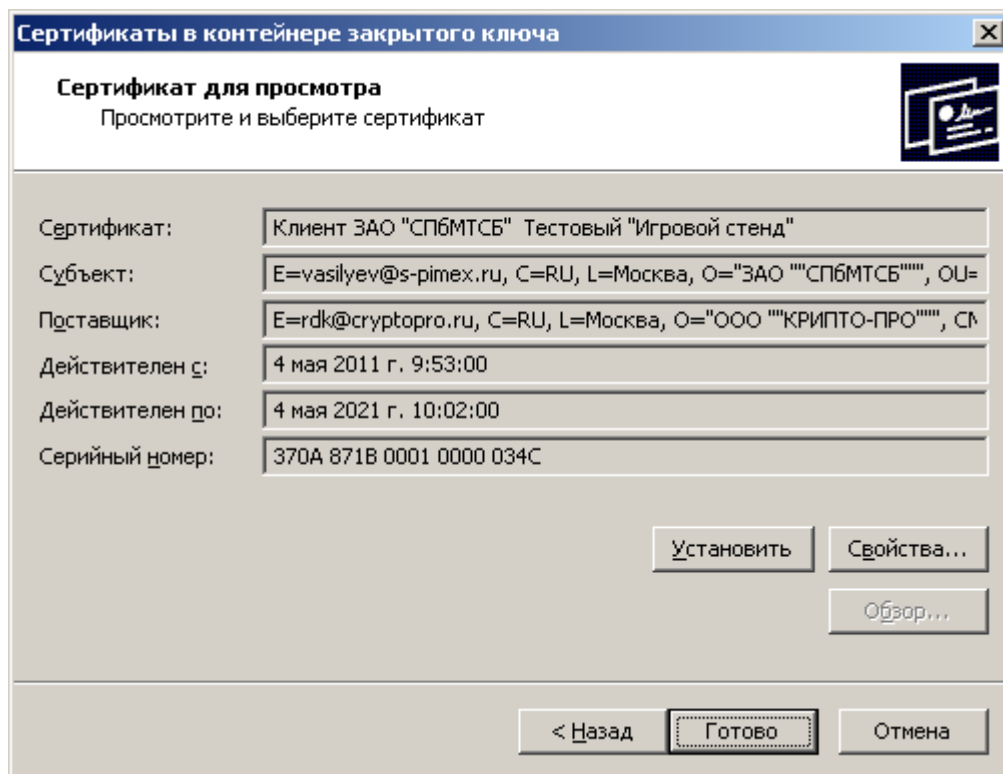 Сертификаты в контейнере закрытого ключа
Сертификат для просмотра
Просмотрите и выберите сертификат
Сертификат: Клиент ЗАО "СПбМТСБ"  Тестовый "Игровой стенд"
Субъект: E=vasilyev@s-pimex.ru, C=RU, L=Москва, O="ЗАО ""СПбМТСБ""", OU=
Поставщик: E=rdk@cryptopro.ru, C=RU, L=Москва, O="ООО ""КРИПТО-ПРО""",
Действителен с: 4 мая 2011 г. 9:53:00
Действителен по: 4 мая 2021 г. 10:02:00
Серийный номер: 370A 871B 0001 0000 034C
Установить Свойства...
Обзор...
< Назад Готово Отмена